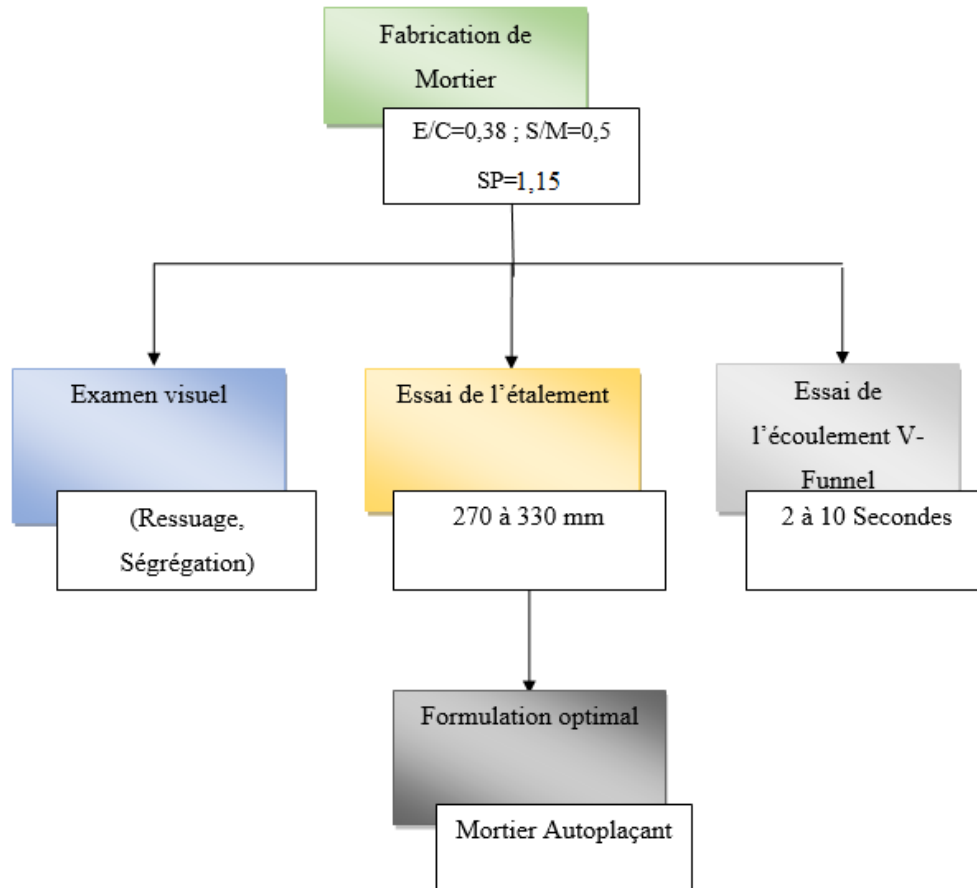 Fabrication de
Mortier
E/C=0,38 ; S/M=0,5
SP=1,15
Examen visuel
(Ressuage,
Ségrégation)
Essai de l’étalement
270 à 330 mm
Essai de
l’écoulement V-
Funnel
2 à 10 Secondes
Formulation optimal
Mortier Autoplaçant